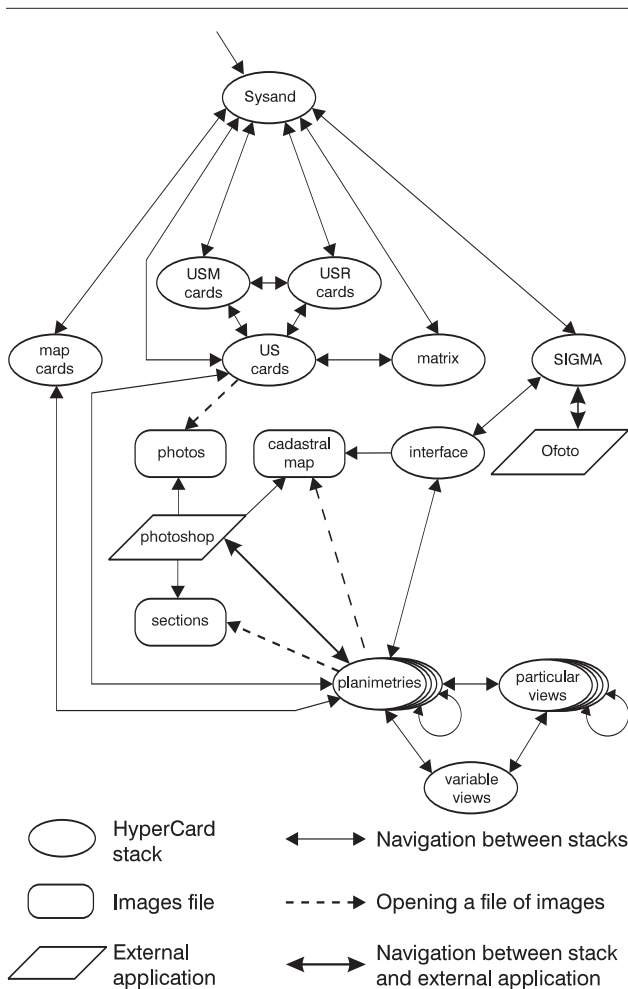 Sysand
USM
cards
USR
cards
map
cards
US
cards
matrix
SIGMA
photos
cadastral
map
interface
Ofoto
photoshop
sections
planimetries
particular
views
variable
views
HyperCard
stack
Navigation between stacks
Images file
Opening a file of images
External
application
Navigation between stack
and external application